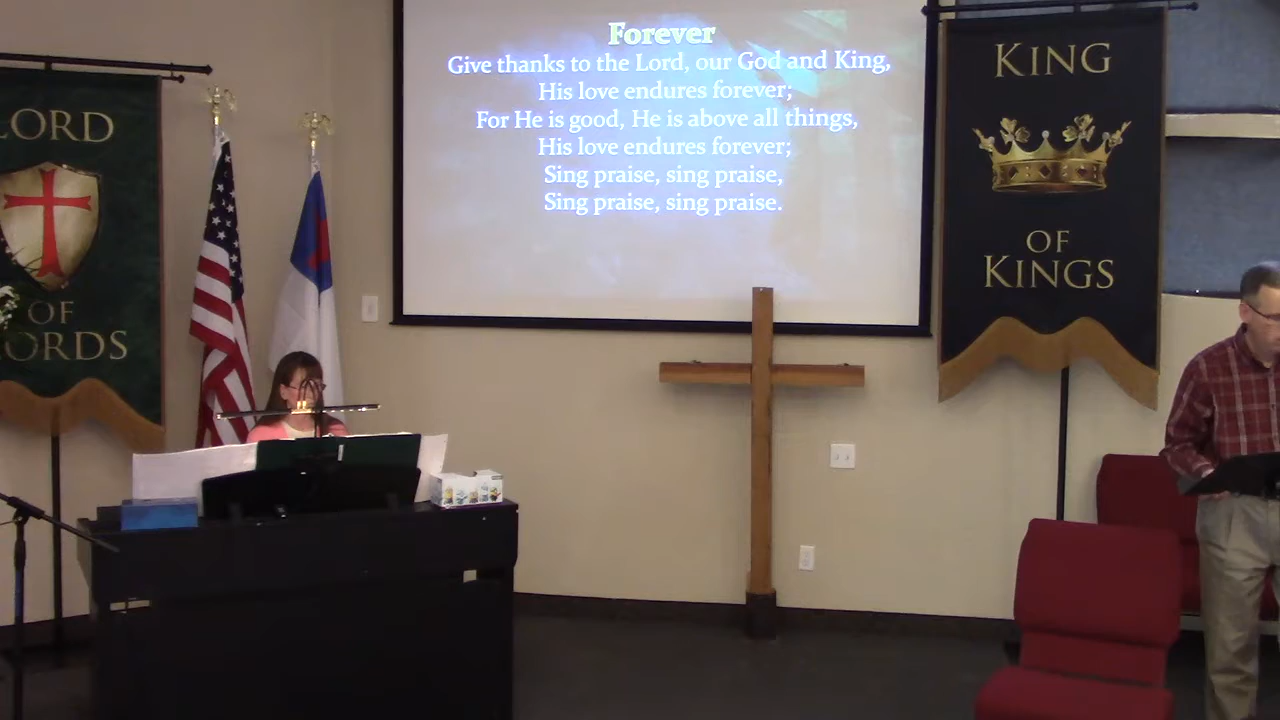 Forever
Give thanks to the Lord, our God and King,
His love endures forever;
For He is good, He is above all things,
His love endures forever;
Sing praise, sing praise,
Sing praise, sing praise.
LORD
OF
LORDS
KING
OF
KINGS